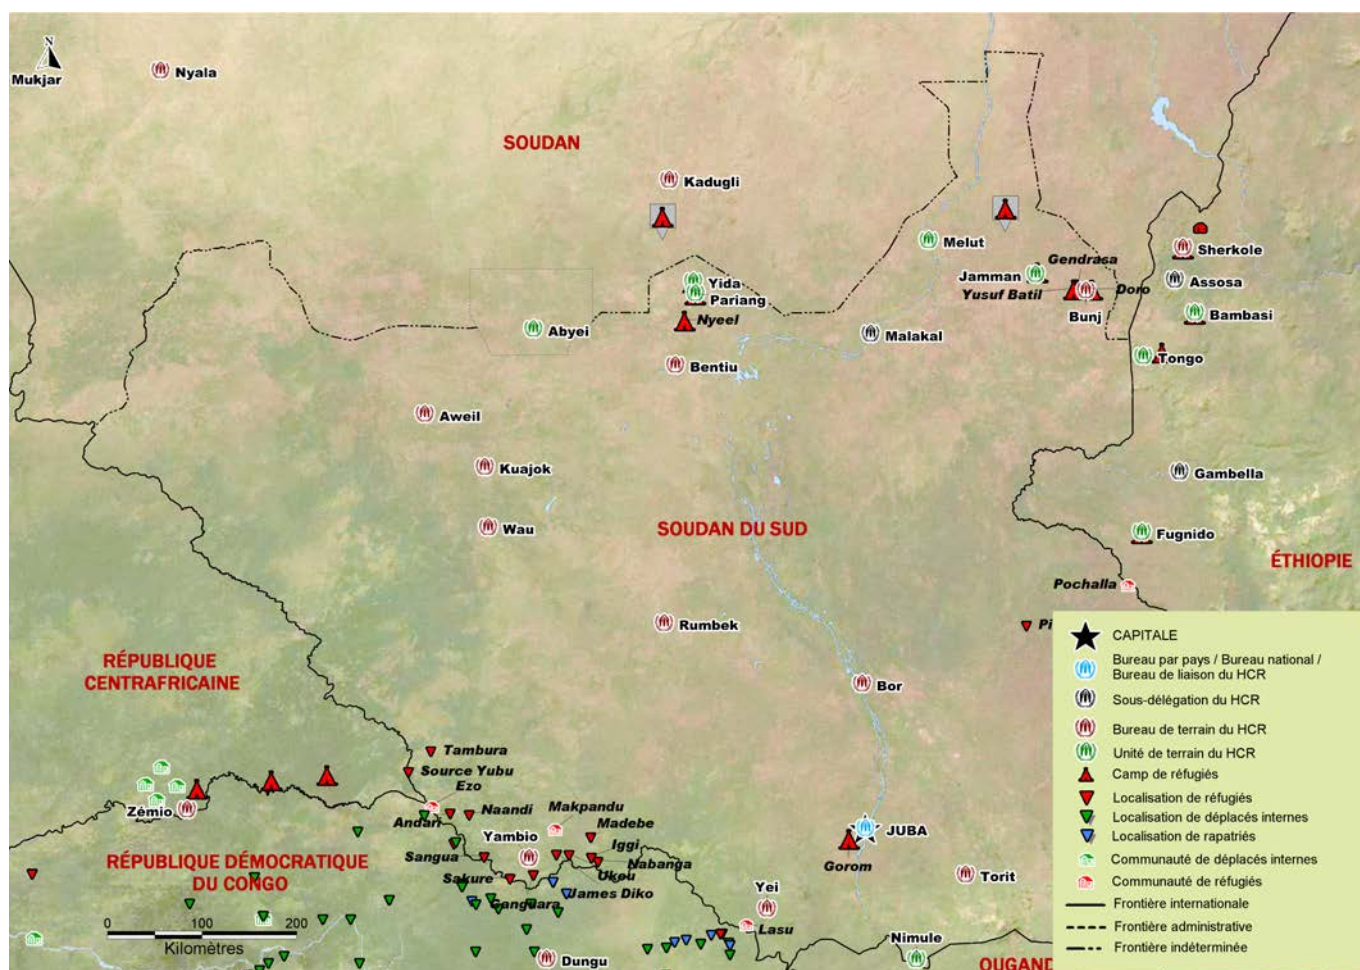 N
Mukjar
Nyala
SOUDAN
Kadugli
Melut
Gendrasa
Sherkole
Jamman
Assosa
Yida
Pariang
Yusuf Batil
Doro
Bunj
Bambasi
Nyeel
Abyei
Malakal
Tongo
Bentiu
Aweil
Kuajok
Gambella
Wau
SOUDAN DU SUD
Fugnido
ÉTHIOPIE
Pochalla
Rumbek
Pi
RÉPUBLIQUE
CENTRAFRICAINE
Bor
Tambura
Source Yubu
Ezo
Zémio
Andari
Naandi
Makpandu
Yambio
Madebe
JUBA
RÉPUBLIQUE DÉMOCRATIQUE
DU CONGO
Sangua
Iggi
Nabanga
Gorom
Sakure
Ukou
Torit
James Diko
Ganguara
Yei
Lasu
0 100 200
Kilomètres
Dungu
Nimule
OUGAND
CAPITALE
Bureau par pays / Bureau national /
Bureau de liaison du HCR
Sous-délégation du HCR
Bureau de terrain du HCR
Unité de terrain du HCR
Camp de réfugiés
Localisation de réfugiés
Localisation de déplacés internes
Localisation de rapatriés
Communauté de déplacés internes
Communauté de réfugiés
Frontière internationale
Frontière administrative
Frontière indéterminée